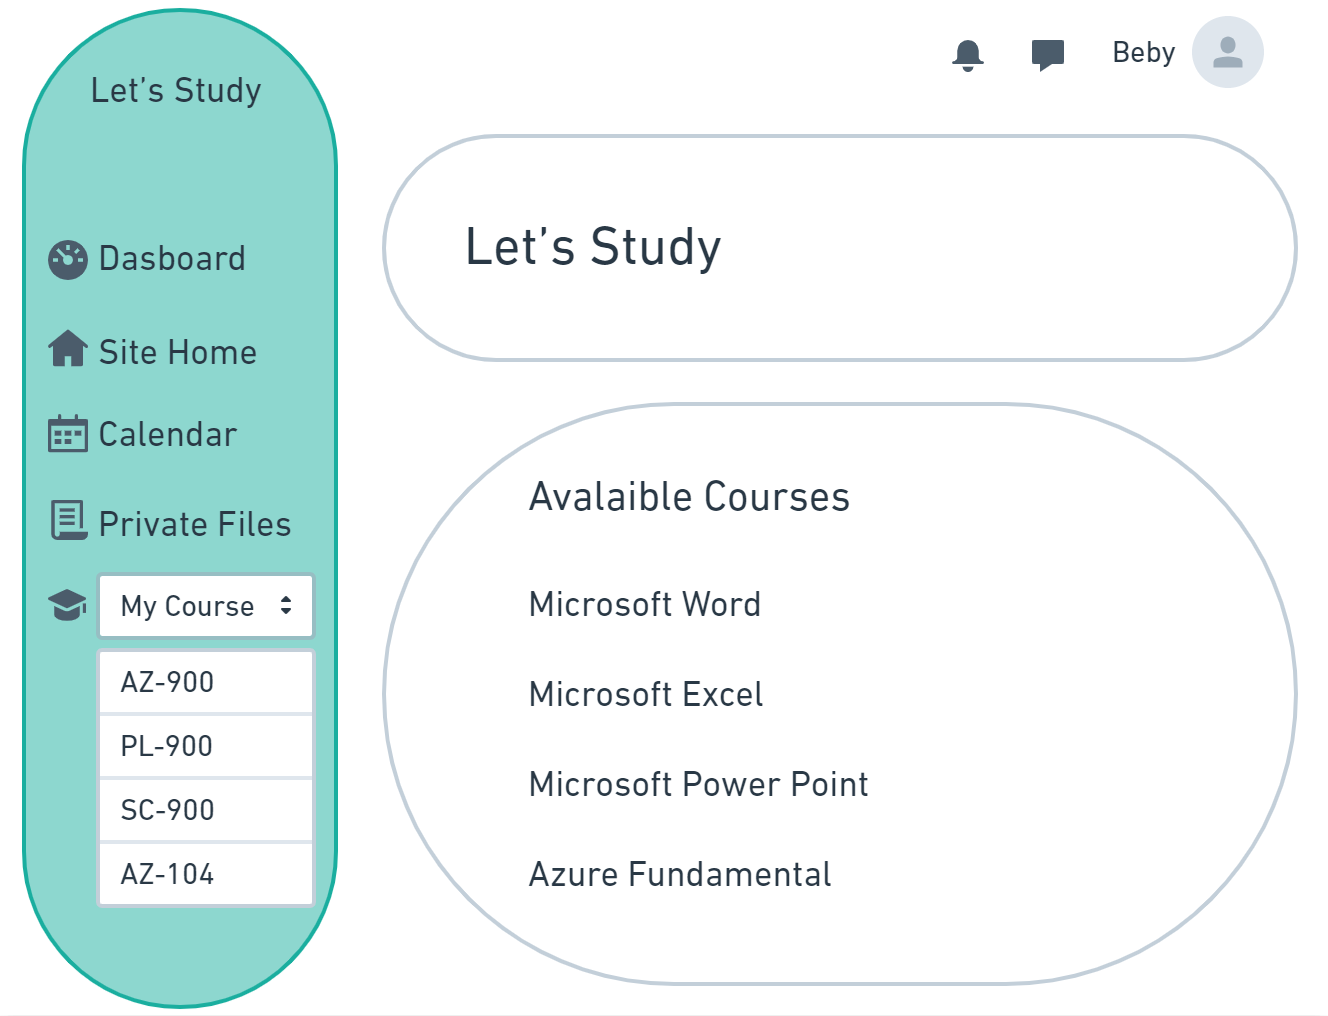 Let’s Study
Dasboard
Site Home
Calendar
Private Files
My Course
AZ-900
PL-900
SC-900
AZ-104
Beby
Let’s Study
Avalaible Courses
Microsoft Word
Microsoft Excel
Microsoft Power Point
Azure Fundamental